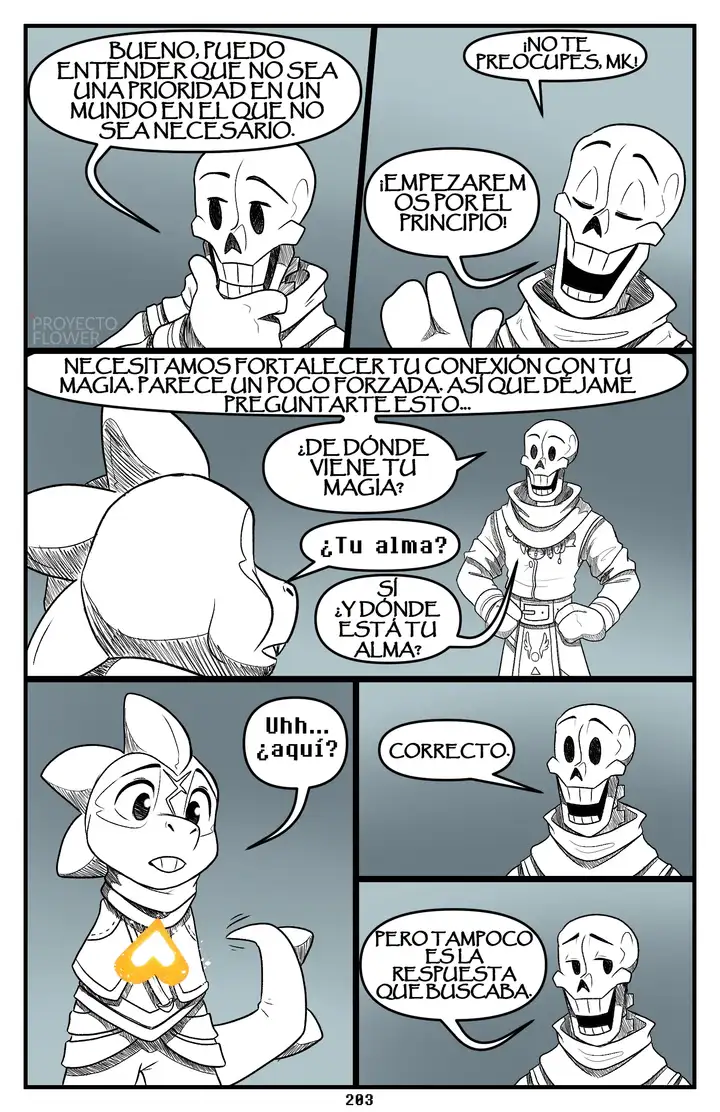 BUENO, PUEDO
ENTENDER QUE NO SEA
UNA PRIORIDAD EN UN
MUNDO EN EL QUE NO
SEA NECESARIO.
¡NO TE
PREOCUPES, MK!
¡EMPEZAREM
OS POR EL
PRINCIPIO!
PROYECTO
FLOWER
NECESITAMOS FORTALECER TU CONEXIÓN CON TU
MAGIA. PARECE UN POCO FORZADA. ASÍ QUE DÉJAME
PREGUNTARTE ESTO...
¿DE DÓNDE
VIENE TU
MAGIA?
¿Tu alma?
SÍ
¿Y DÓNDE
ESTÁ TU
ALMA?
Uhh...
¿aquí?
CORRECTO.
PERO TAMPOCO
ES LA
RESPUESTA
QUE BUSCABA.
203